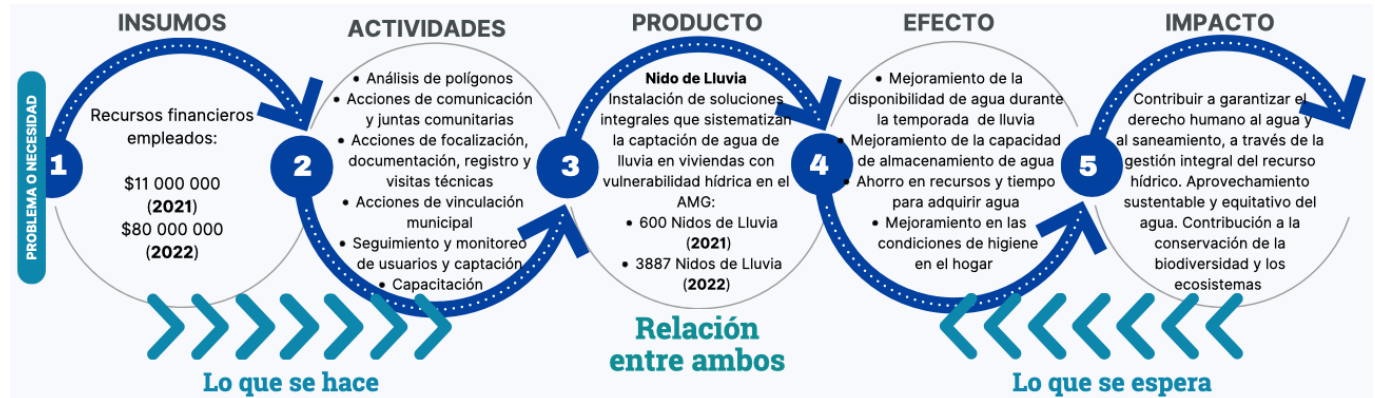 PROBLEMA O NECESIDAD
INSUMOS
1
Recursos financieros
empleados:
$11 000 000
(2021)
$80 000 000
(2022)
ACTIVIDADES
2
• Análisis de polígonos
• Acciones de comunicación
y juntas comunitarias
• Acciones de focalización,
documentación, registro y
visitas técnicas
• Acciones de vinculación
municipal
• Seguimiento y monitoreo
de usuarios y captación
• Capacitación
PRODUCTO
3
Nido de Lluvia
Instalación de soluciones
integrales que sistematizan
la captación de agua de
lluvia en viviendas con
vulnerabilidad hídrica en el
AMG:
• 600 Nidos de Lluvia
(2021)
• 3887 Nidos de Lluvia
(2022)
EFECTO
4
• Mejoramiento de la
disponibilidad de agua durante
la temporada de lluvia
• Mejoramiento de la capacidad
de almacenamiento de agua
• Ahorro en recursos y tiempo
para adquirir agua
• Mejoramiento en las
condiciones de higiene
en el hogar
IMPACTO
5
Contribuir a garantizar el
derecho humano al agua y
al saneamiento, a través de la
gestión integral del recurso
hídrico. Aprovechamiento
sustentable y equitativo del
agua. Contribución a la
conservación de la
biodiversidad y los
ecosistemas
Lo que se hace
Relación
entre ambos
Lo que se espera